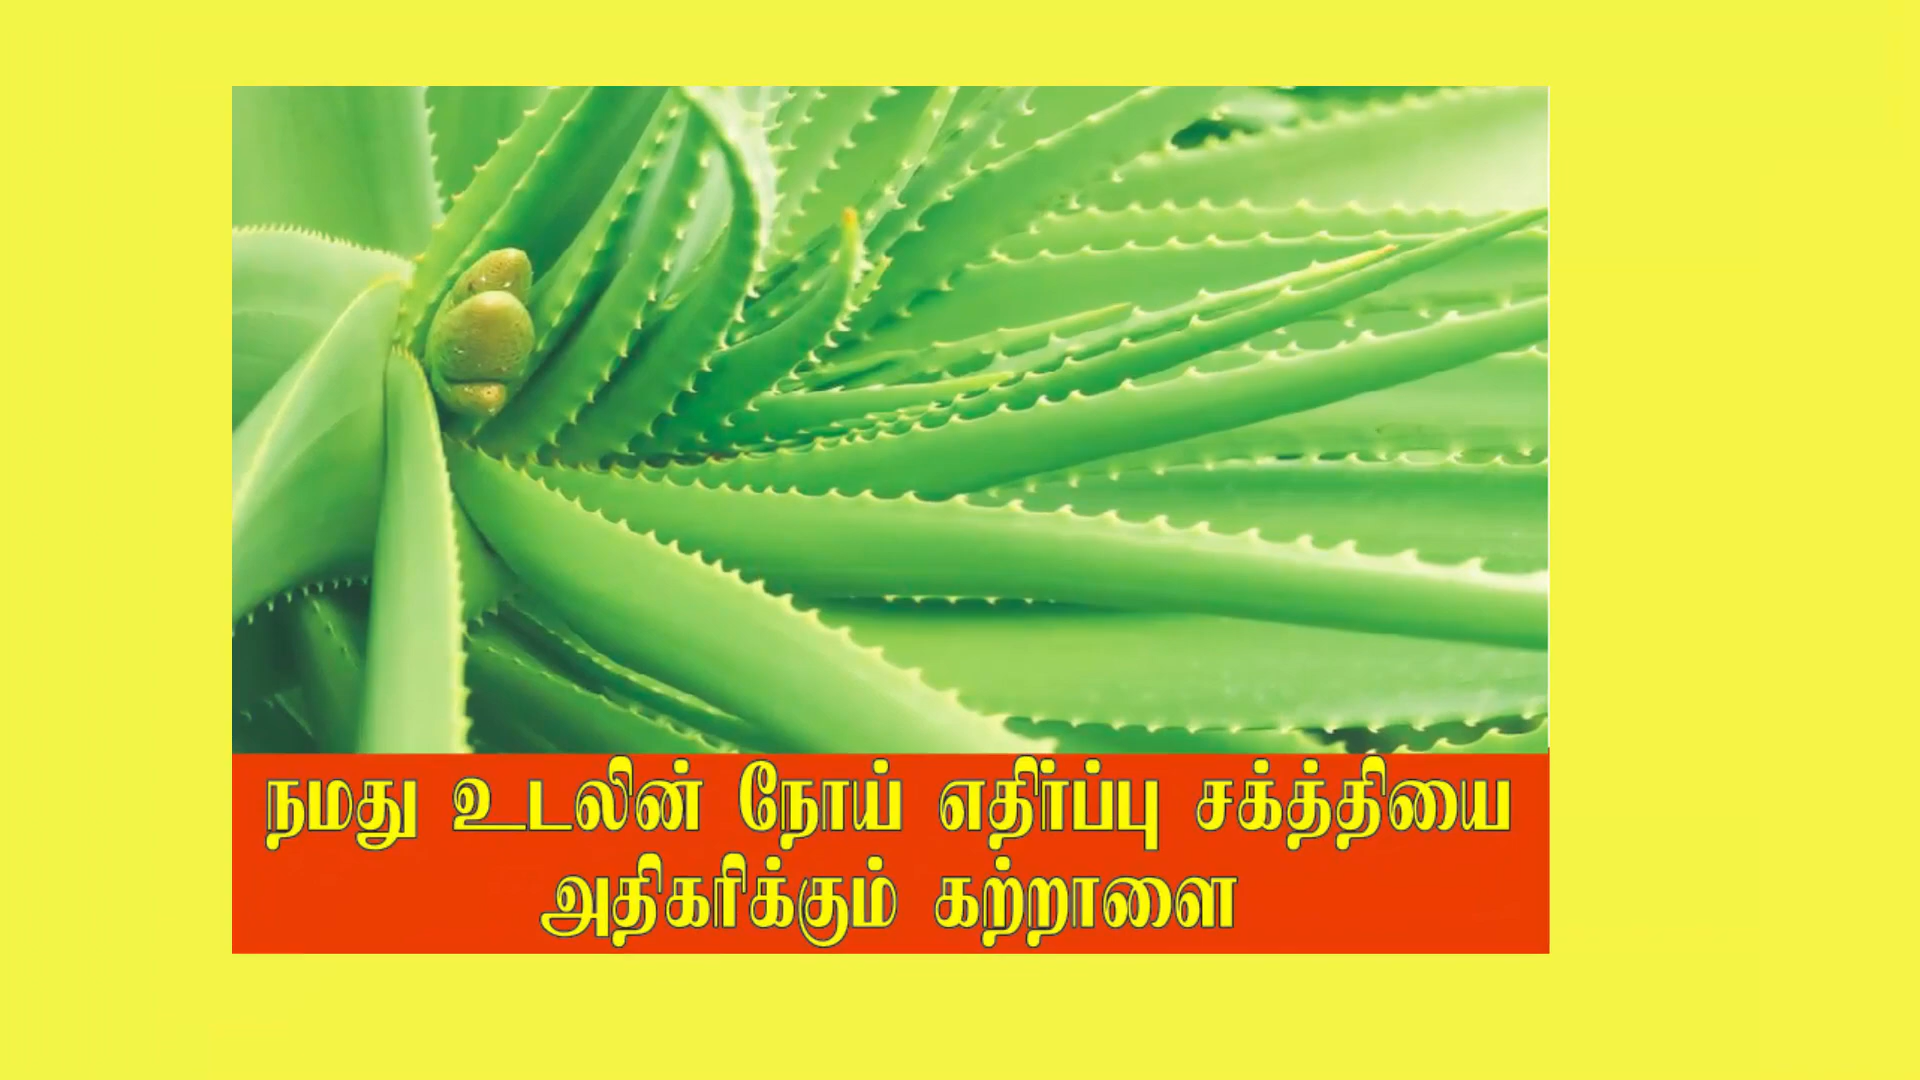 நமது உடலின் நோய் எதிர்ப்பு சக்த்தியை
அதிகரிக்கும் கற்றாளை